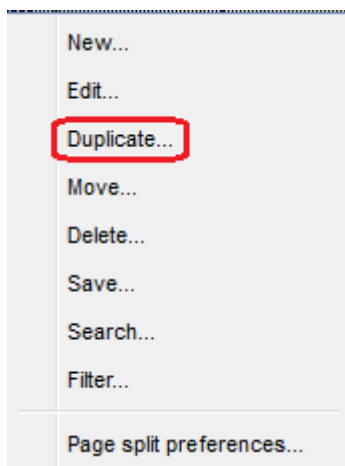 New...
Edit...
Duplicate...
Move...
Delete...
Save...
Search...
Filter...
Page split preferences...